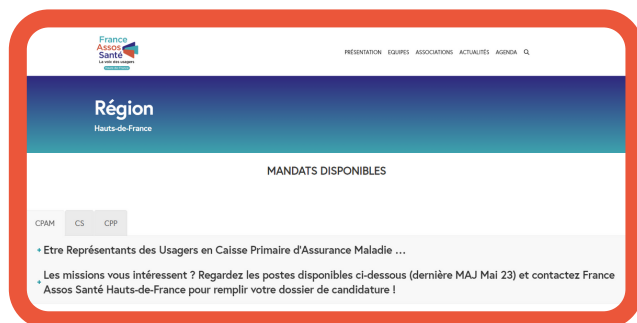 France
Assos
Santé
La voix des usagers
PRÉSENTATION EQUIPES ASSOCIATIONS ACTUALITÉS AGENDA
Région
Hauts-de-France
MANDATS DISPONIBLES
CPAM CS CPP
+ Etre Représentants des Usagers en Caisse Primaire d'Assurance Maladie ...
+ Les missions vous intéressent ? Regardez les postes disponibles ci-dessous (dernière MAJ Mai 23) et contactez France
Assos Santé Hauts-de-France pour remplir votre dossier de candidature !